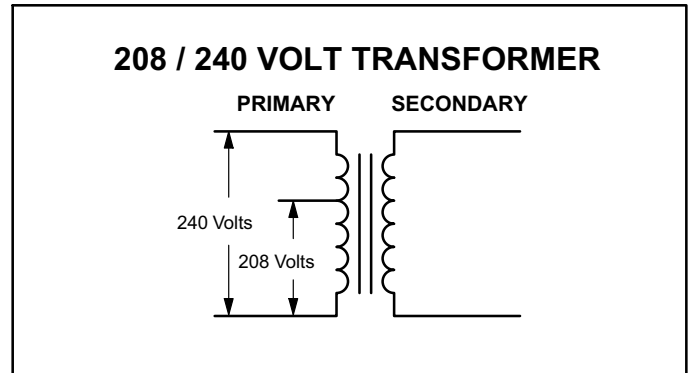 208 / 240 VOLT TRANSFORMER
PRIMARY SECONDARY
240 Volts
208 Volts